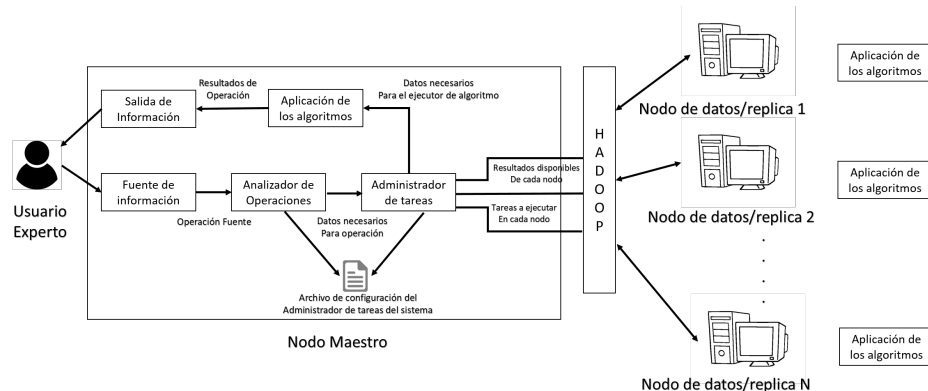 Usuario
Experto
Salida de
Información
Resultados de
Operación
Aplicación de
los algoritmos
Datos necesarios
Para el ejecutor de algoritmo
Fuente de
información
Operación Fuente
Analizador de
Operaciones
Datos necesarios
Para operación
Administrador
de tareas
Archivo de configuración del
Administrador de tareas del sistema
Nodo Maestro
Resultados disponibles
De cada nodo
Tareas a ejecutar
En cada nodo
H
A
D
O
O
P
Nodo de datos/replica 1
Aplicación de
los algoritmos
Nodo de datos/replica 2
Aplicación de
los algoritmos
Nodo de datos/replica N
Aplicación de
los algoritmos